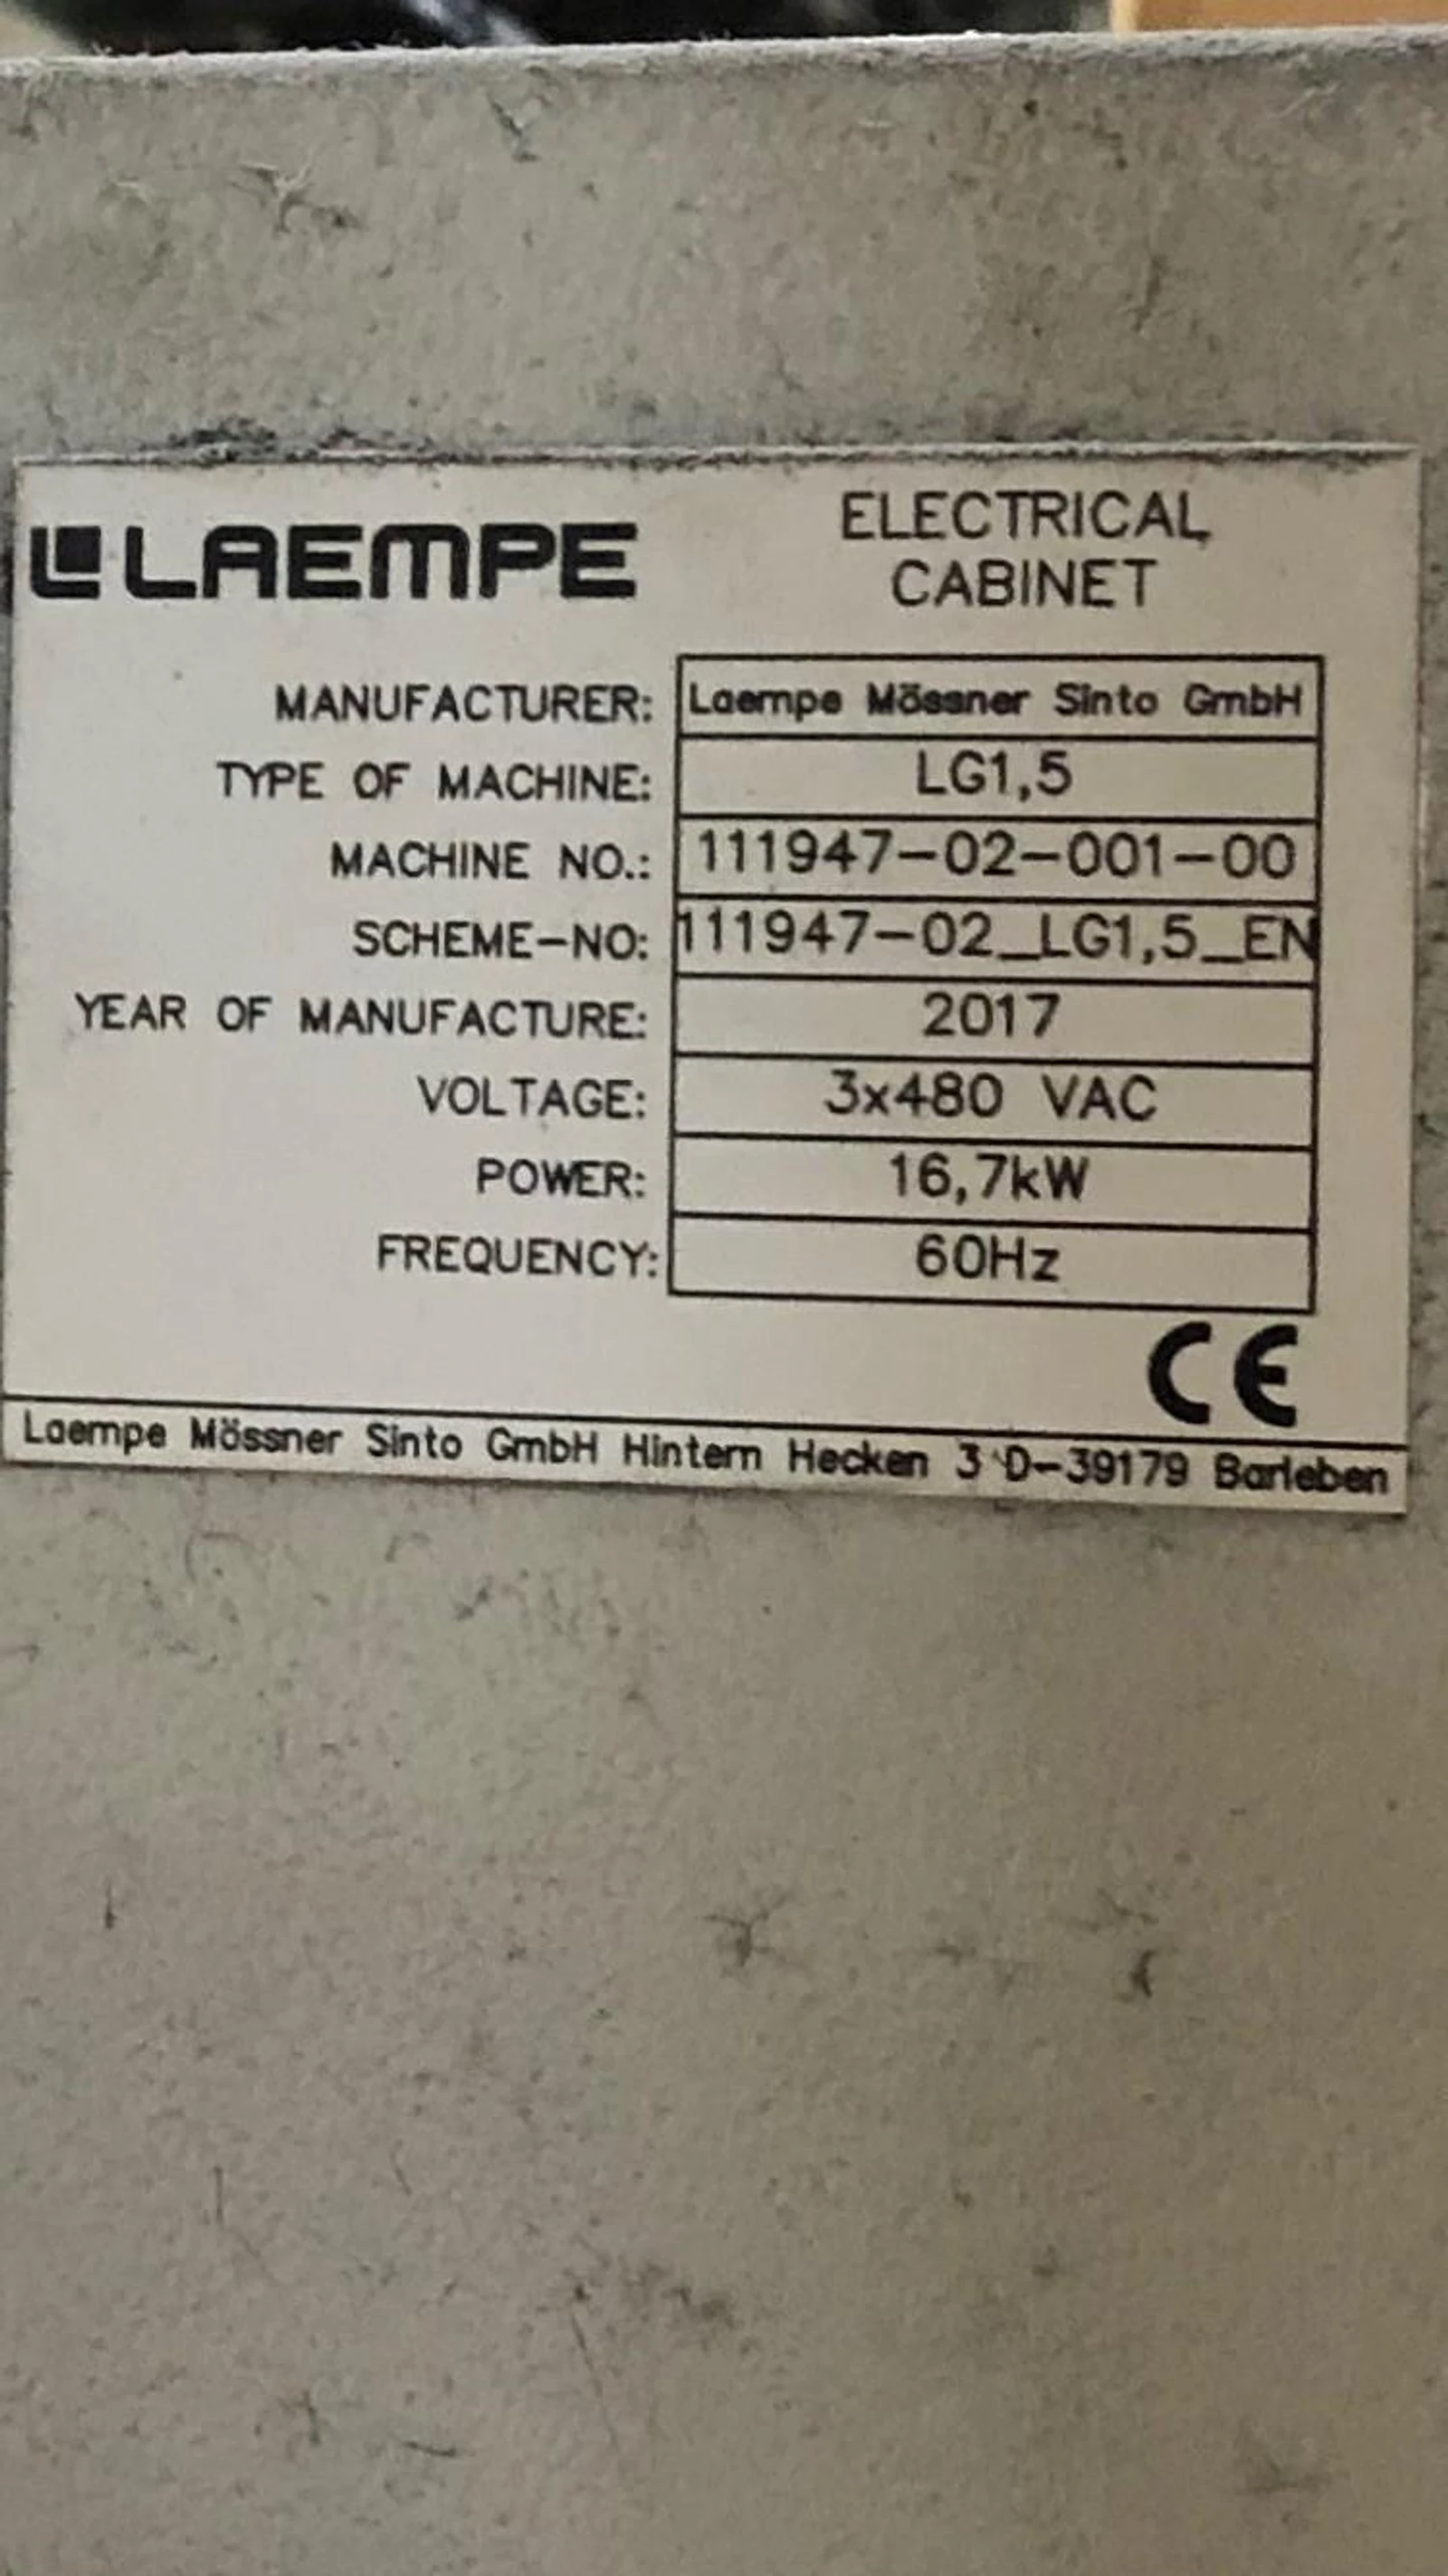 LAEMPE
ELECTRICAL
CABINET
MANUFACTURER: Laempe Mössner Sinto GmbH
TYPE OF MACHINE: LG1,5
MACHINE NO.: 111947-02-001-00
SCHEME-NO: 111947-02_LG1,5_EN
YEAR OF MANUFACTURE: 2017
VOLTAGE: 3x480 VAC
POWER: 16,7kW
FREQUENCY: 60Hz
CE
Laempe Mössner Sinto GmbH Hintern Hecken 3 D-39179 Barleben